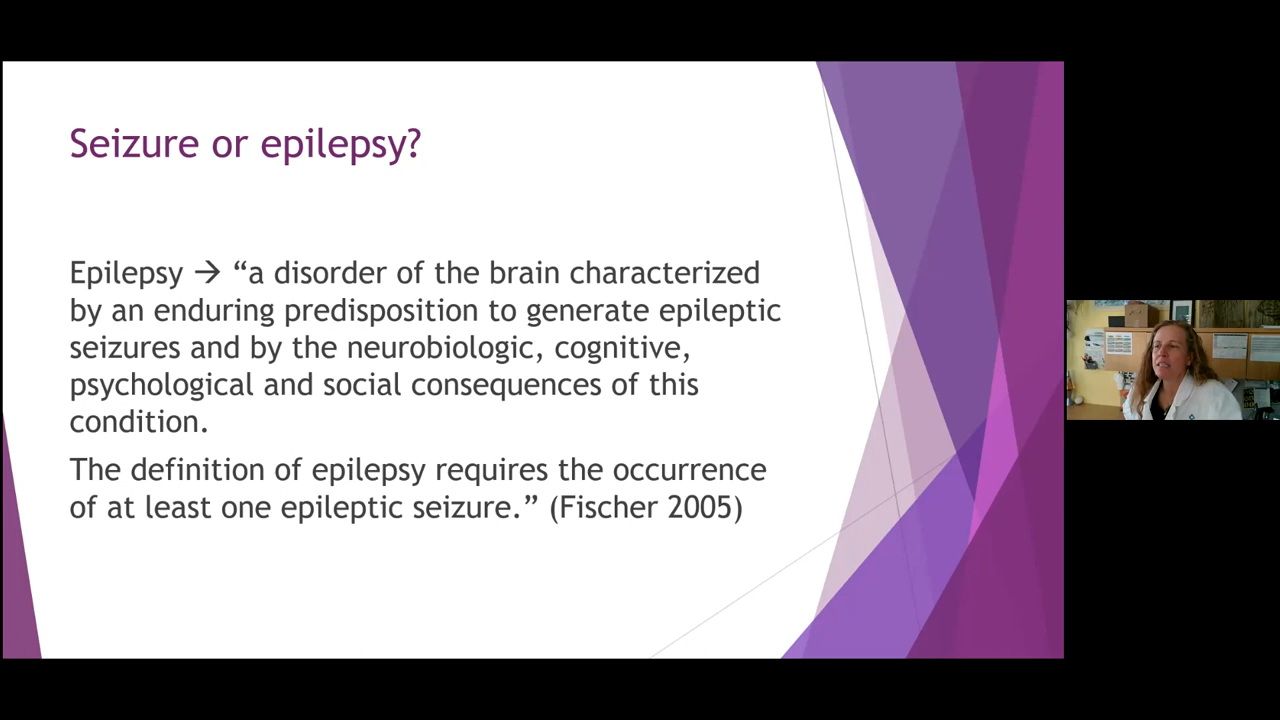 Seizure or epilepsy?
Epilepsy → “a disorder of the brain characterized
by an enduring predisposition to generate epileptic
seizures and by the neurobiologic, cognitive,
psychological and social consequences of this
condition.
The definition of epilepsy requires the occurrence
of at least one epileptic seizure.” (Fischer 2005)